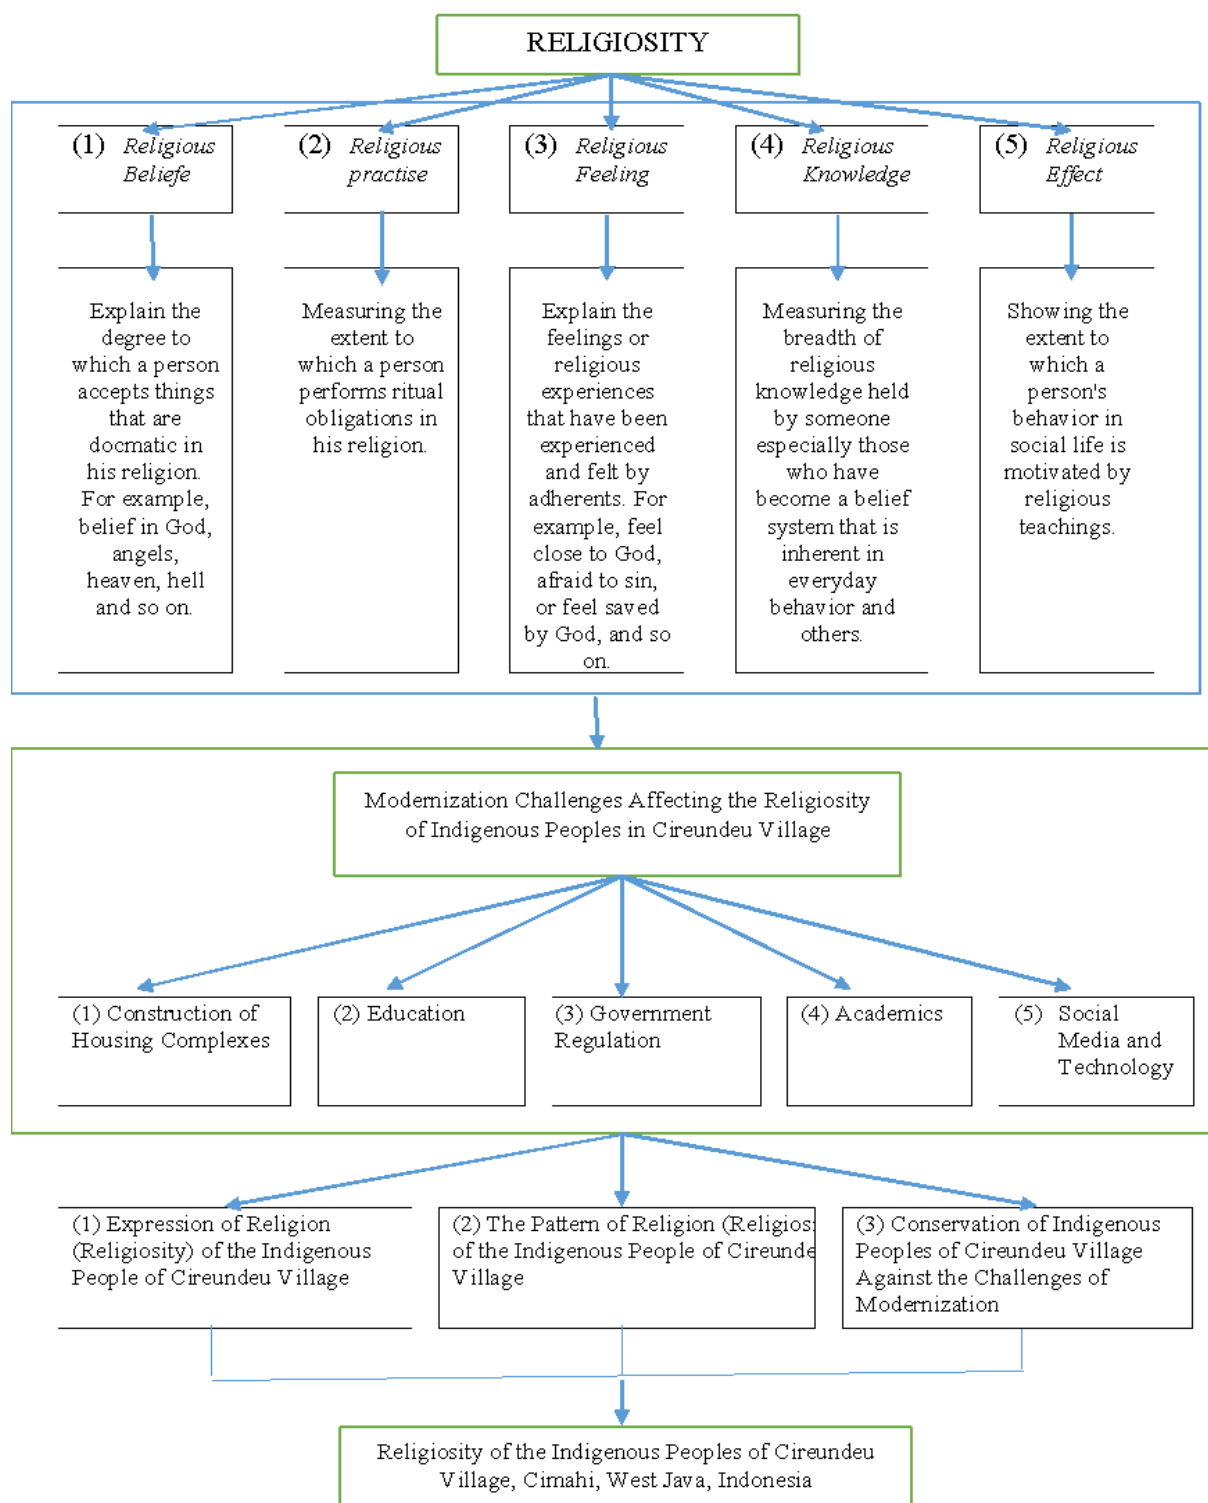 RELIGIOSITY
(1) Religious
Beliefe
(2) Religious
practise
(3) Religious
Feeling
(4) Religious
Knowledge
(5) Religious
Effect
Explain the
degree to
which a person
accepts things
that are
docmatic in
his religion.
For example,
belief in God,
angels,
heaven, hell
and so on.
Measuring the
extent to
which a person
performs ritual
obligations in
his religion.
Explain the
feelings or
religious
experiences
that have been
experienced
and felt by
adherents. For
example, feel
close to God,
afraid to sin,
or feel saved
by God, and so
on.
Measuring the
breadth of
religious
knowledge held
by someone
especially those
who have
become a belief
system that is
inherent in
everyday
behavior and
others.
Showing the
extent to
which a
person's
behavior in
social life is
motivated by
religious
teachings.
Modernization Challenges Affecting the Religiosity
of Indigenous Peoples in Cireundeu Village
(1) Construction of
Housing Complexes
(2) Education
(3) Government
Regulation
(4) Academics
(5) Social
Media and
Technology
(1) Expression of Religion
(Religiosity) of the Indigenous
People of Cireundeu Village
(2) The Pattern of Religion (Religios
of the Indigenous People of Cireunde
Village
(3) Conservation of Indigenous
Peoples of Cireundeu Village
Against the Challenges of
Modernization
Religiosity of the Indigenous Peoples of Cireundeu
Village, Cimahi, West Java, Indonesia